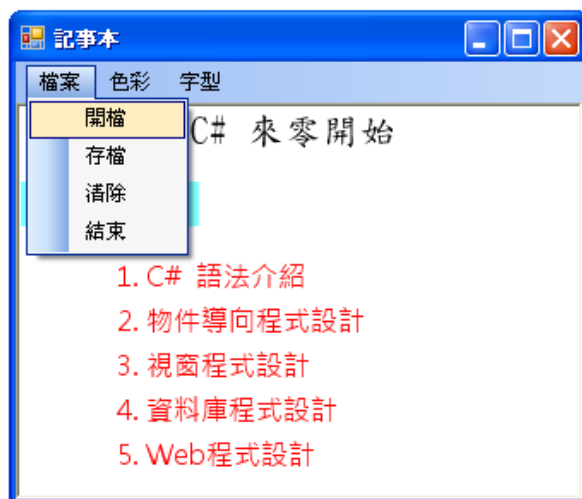 記事本
檔案 色彩 字型
開檔
存檔
清除
結束
C# 來零開始
1. C# 語法介紹
2. 物件導向程式設計
3. 視窗程式設計
4. 資料庫程式設計
5. Web程式設計